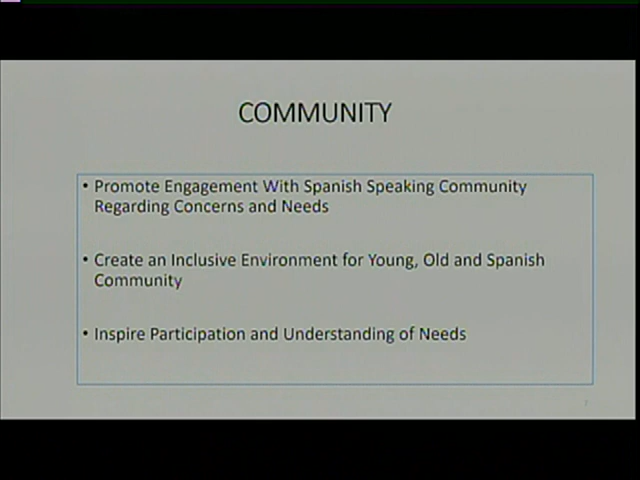 COMMUNITY
• Promote Engagement With Spanish Speaking Community
Regarding Concerns and Needs
• Create an Inclusive Environment for Young, Old and Spanish
Community
• Inspire Participation and Understanding of Needs